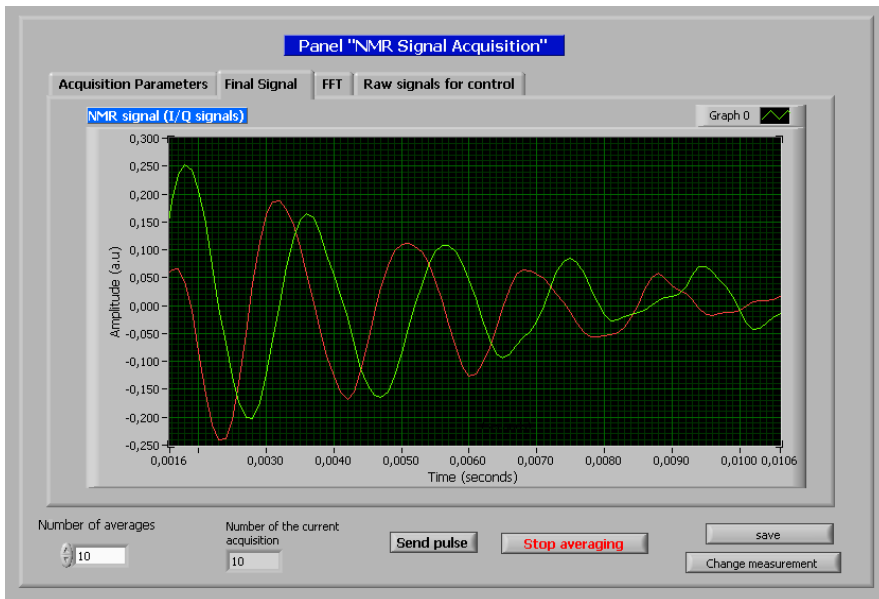 Panel "NMR Signal Acquisition"
Acquisition Parameters Final Signal FFT Raw signals for control
NMR signal (I/Q signals)
Graph 0
0,300
0,250
0,200
0,150
0,100
0,050
0,000
-0,050
-0,100
-0,150
-0,200
-0,250
Amplitude (a.u)
0,0016 0,0030 0,0040 0,0050 0,0060 0,0070 0,0080 0,0090 0,0100 0,0106
Time (seconds)
Number of averages
10
Number of the current
acquisition
10
Send pulse
Stop averaging
save
Change measurement